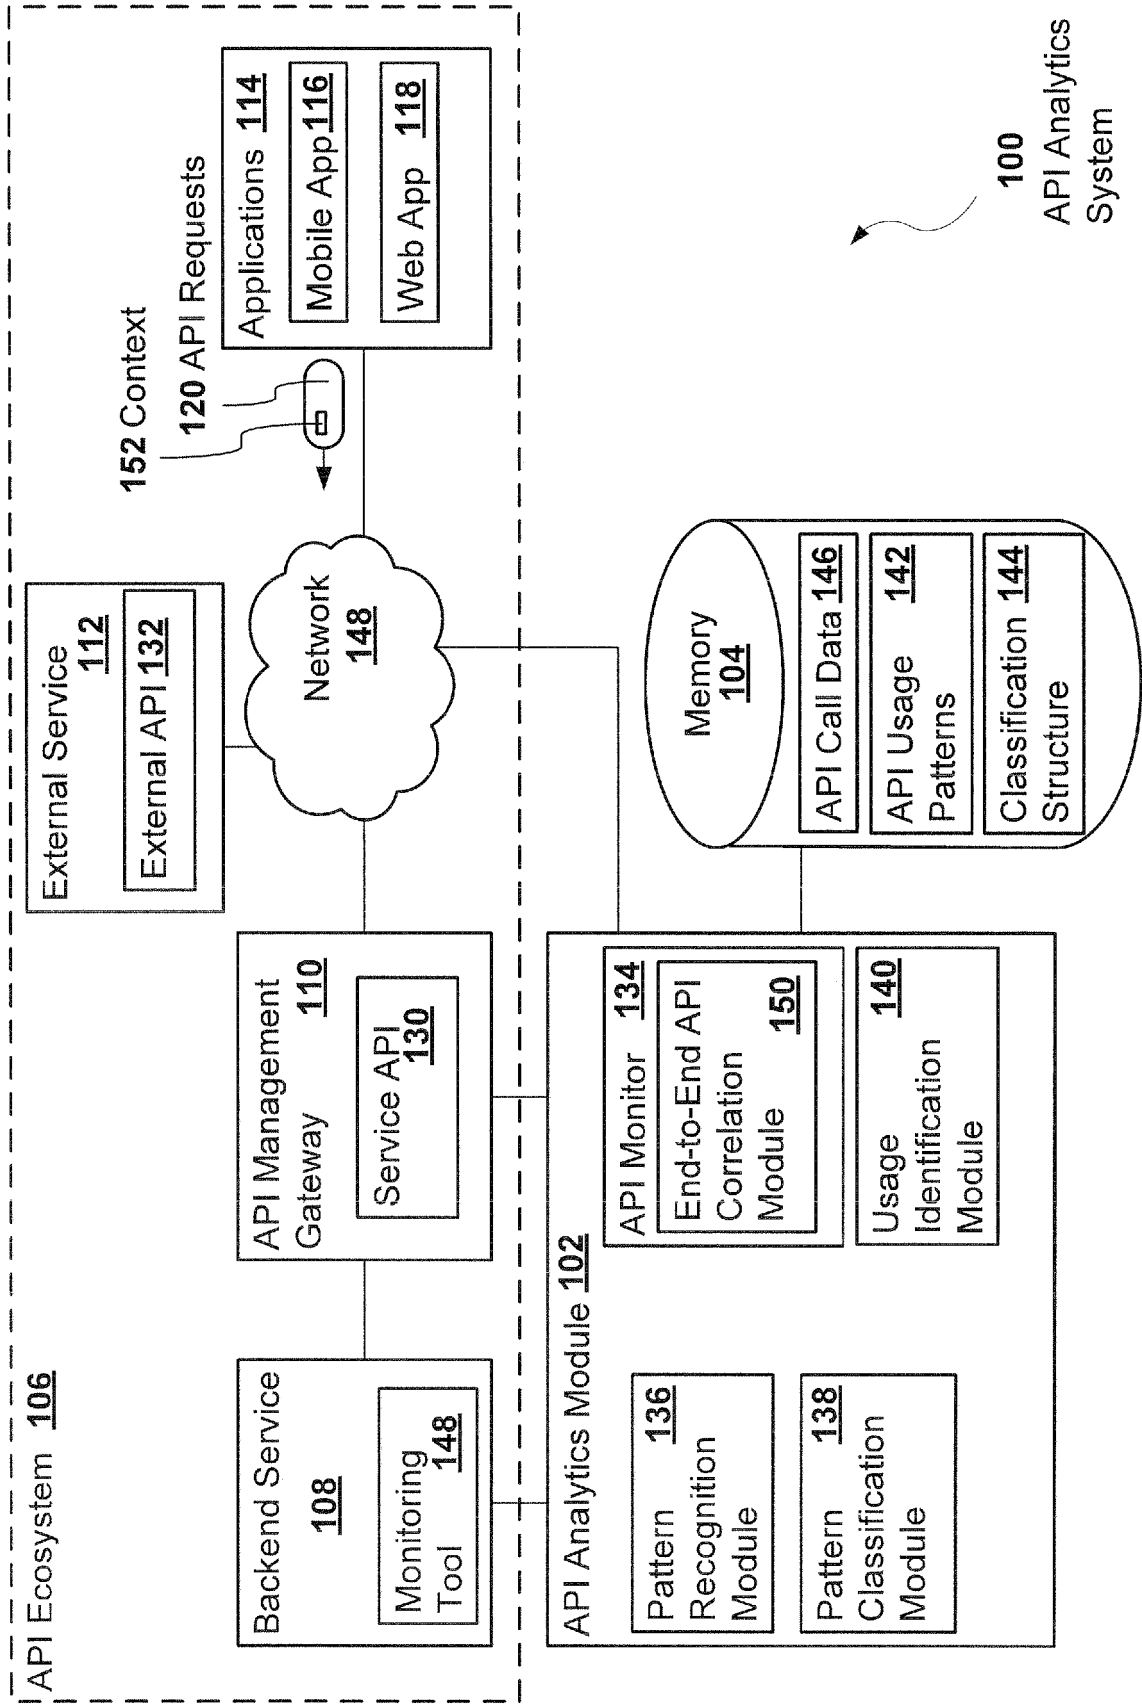 API Ecosystem 106
External Service
112
External API 132
152 Context
120 API Requests
Backend Service
108
Monitoring
Tool
148
API Management
Gateway
110
Service API
130
Network
148
Applications 114
Mobile App 116
Web App 118
API Analytics Module 102
Pattern
136
Recognition
Module
Pattern
138
Classification
Module
API Monitor 134
End-to-End API
Correlation
Module
150
Usage
140
Identification
Module
Memory
104
API Call Data 146
API Usage
142
Patterns
Classification
144
Structure
100
API Analytics
System